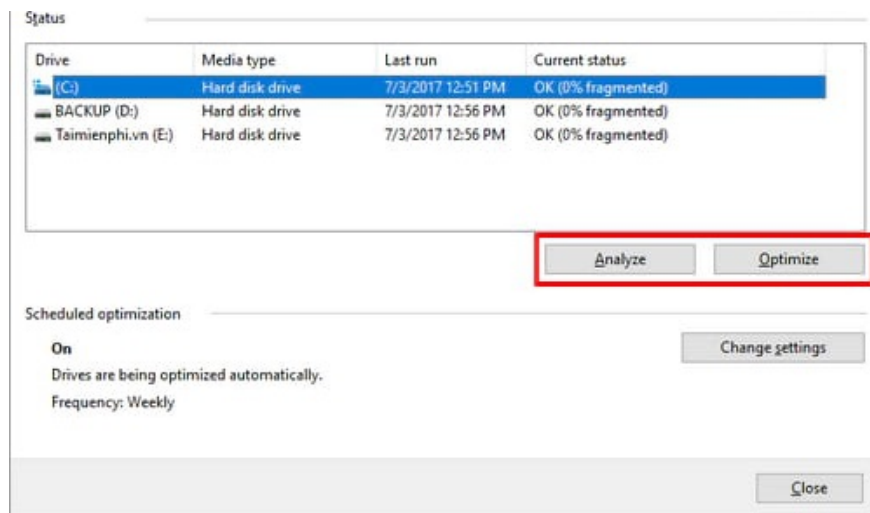 Status
Drive Media type Last run Current status
(C:) Hard disk drive 7/3/2017 12:51 PM OK (0% fragmented)
BACKUP (D:) Hard disk drive 7/3/2017 12:56 PM OK (0% fragmented)
Taimienphi.vn (E:) Hard disk drive 7/3/2017 12:56 PM OK (0% fragmented)
Analyze Optimize
Scheduled optimization
On Change settings
Drives are being optimized automatically.
Frequency: Weekly
Close